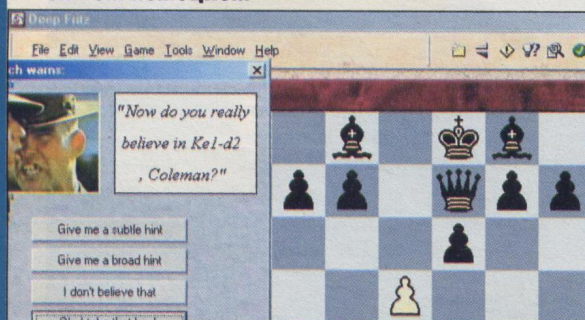 Deep Fritz
File Edit View Game Tools Window Help
ch warns:
"Now do you really
believe in Ke1-d2
, Coleman?"
Give me a subtle hint
Give me a broad hint
I don't believe that